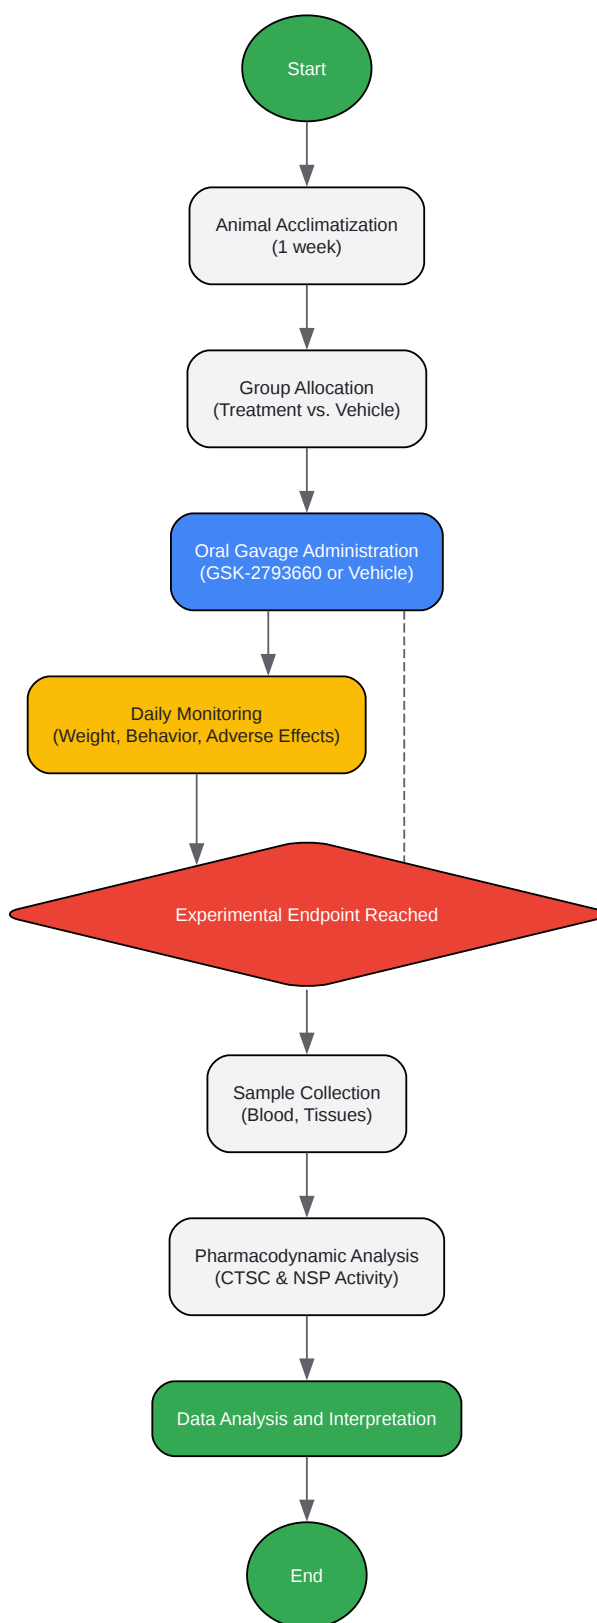 Start
Animal Acclimatization
(1 week)
Group Allocation
(Treatment vs. Vehicle)
Oral Gavage Administration
(GSK-2793660 or Vehicle)
Daily Monitoring
(Weight, Behavior, Adverse Effects)
Experimental Endpoint Reached
Sample Collection
(Blood, Tissues)
Pharmacodynamic Analysis
(CTSC & NSP Activity)
Data Analysis and Interpretation
End